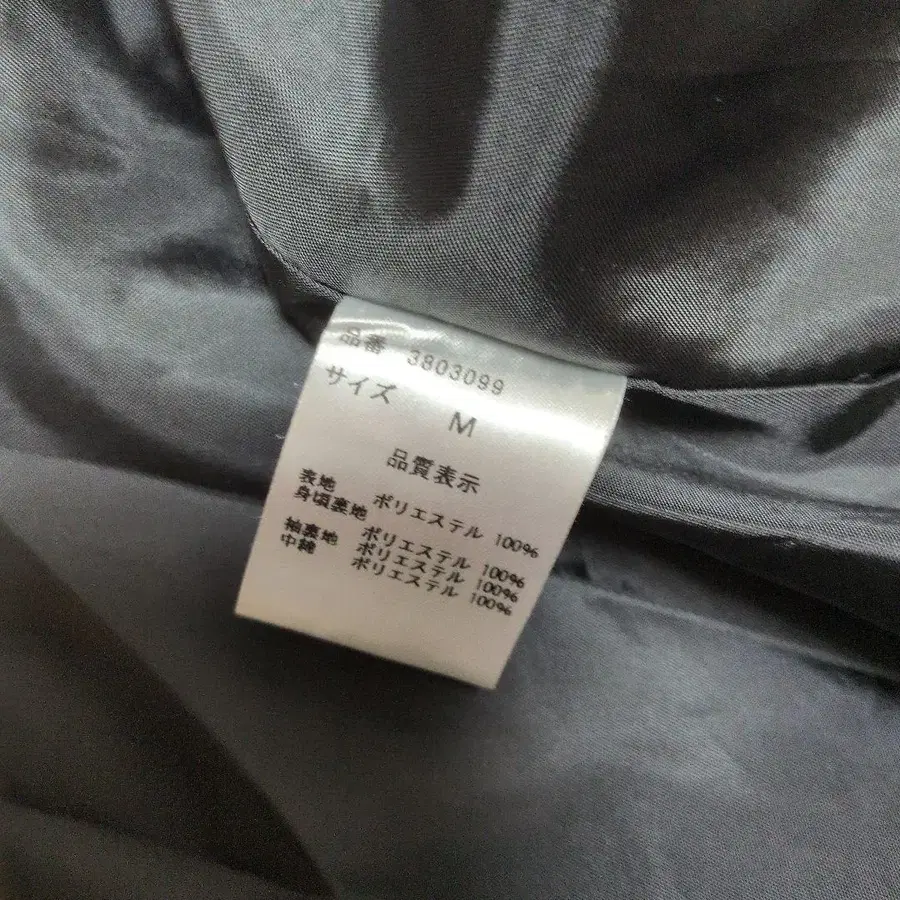 品番 3803099
サイズ M
品質表示
表地 ポリエステル 100%
身頃裏地 ポリエステル 100%
袖裏地 ポリエステル 100%
中綿 ポリエステル 100%